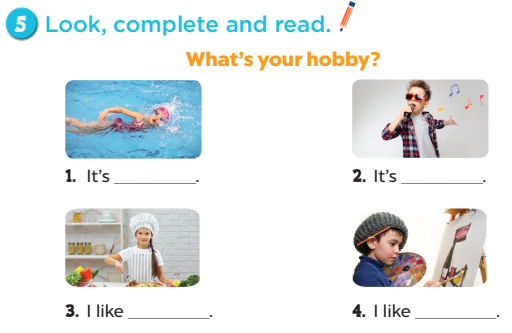 5 Look, complete and read.
What's your hobby?
1. It's _________.
2. It's _________.
3. I like _________.
4. I like _________.